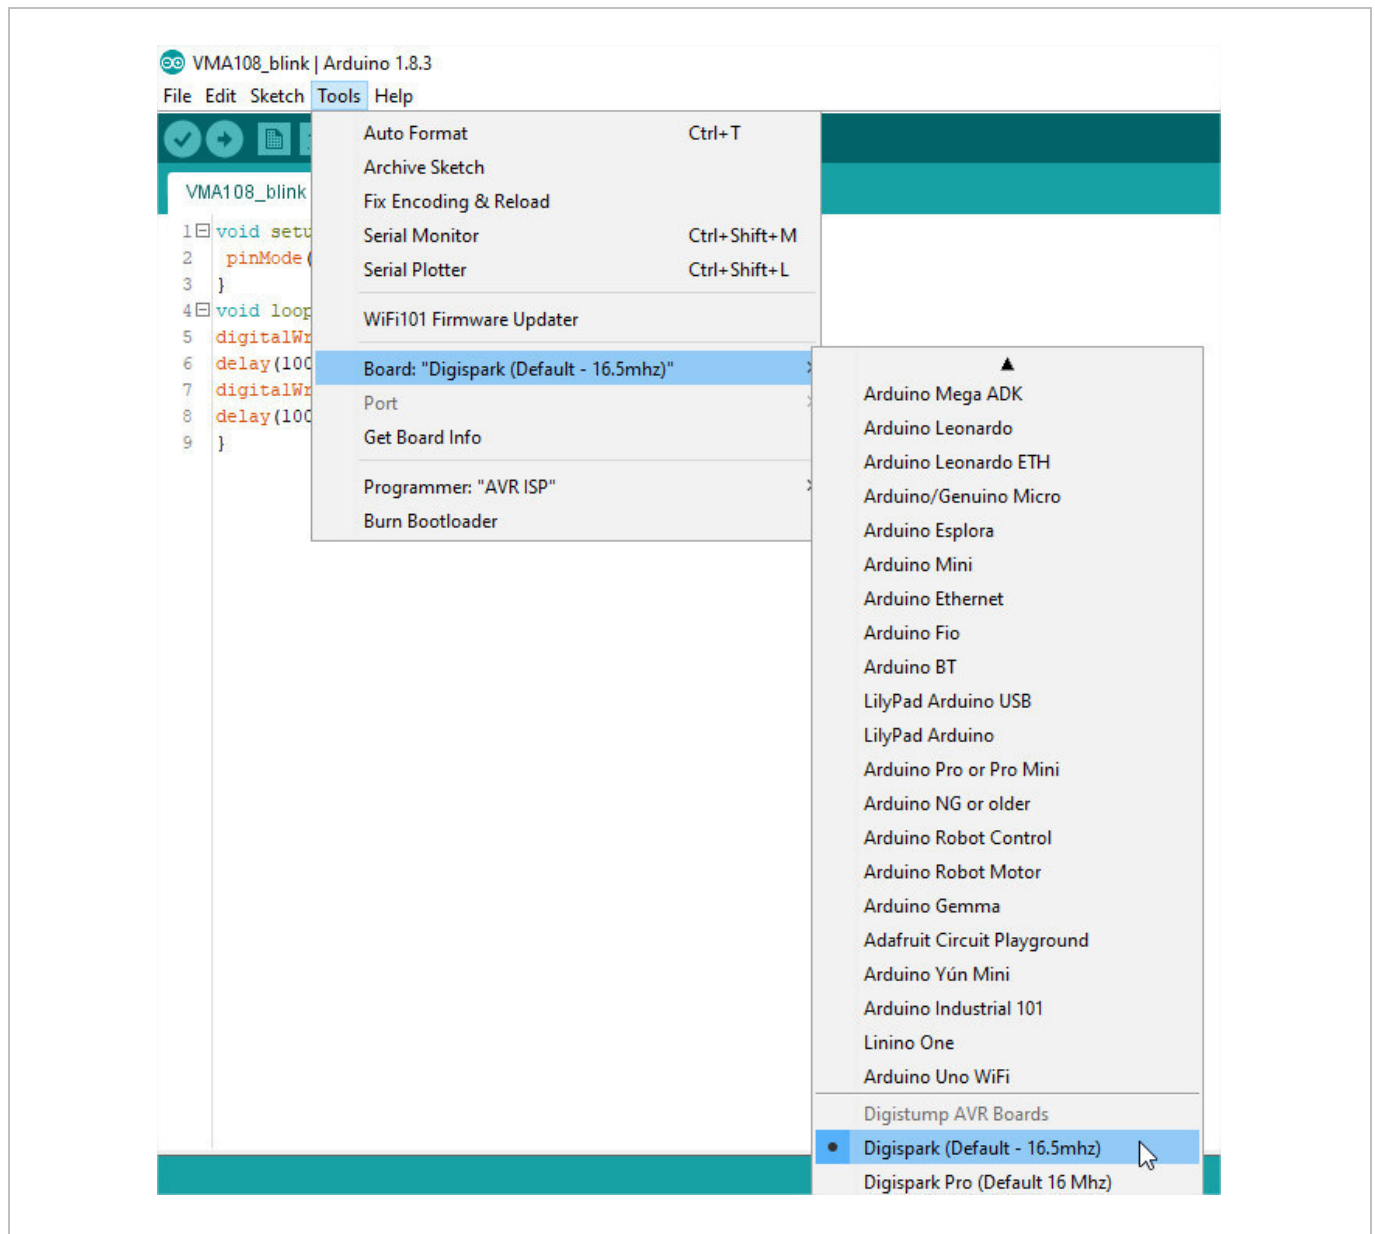 VMA108_blink | Arduino 1.8.3
File Edit Sketch Tools Help
VMA108_blink
1 void setu
2 pinMode(
3 }
4 void loop
5 digitalWr
6 delay(100
7 digitalWr
8 delay(100
9 }
Auto Format Ctrl+T
Archive Sketch
Fix Encoding & Reload
Serial Monitor Ctrl+Shift+M
Serial Plotter Ctrl+Shift+L
WiFi101 Firmware Updater
Board: "Digispark (Default - 16.5mhz)"
Port
Get Board Info
Programmer: "AVR ISP"
Burn Bootloader
Arduino Mega ADK
Arduino Leonardo
Arduino Leonardo ETH
Arduino/Genuino Micro
Arduino Esplora
Arduino Mini
Arduino Ethernet
Arduino Fio
Arduino BT
LilyPad Arduino USB
LilyPad Arduino
Arduino Pro or Pro Mini
Arduino NG or older
Arduino Robot Control
Arduino Robot Motor
Arduino Gemma
Adafruit Circuit Playground
Arduino Yún Mini
Arduino Industrial 101
Linino One
Arduino Uno WiFi
Digistump AVR Boards
Digispark (Default - 16.5mhz)
Digispark Pro (Default 16 Mhz)